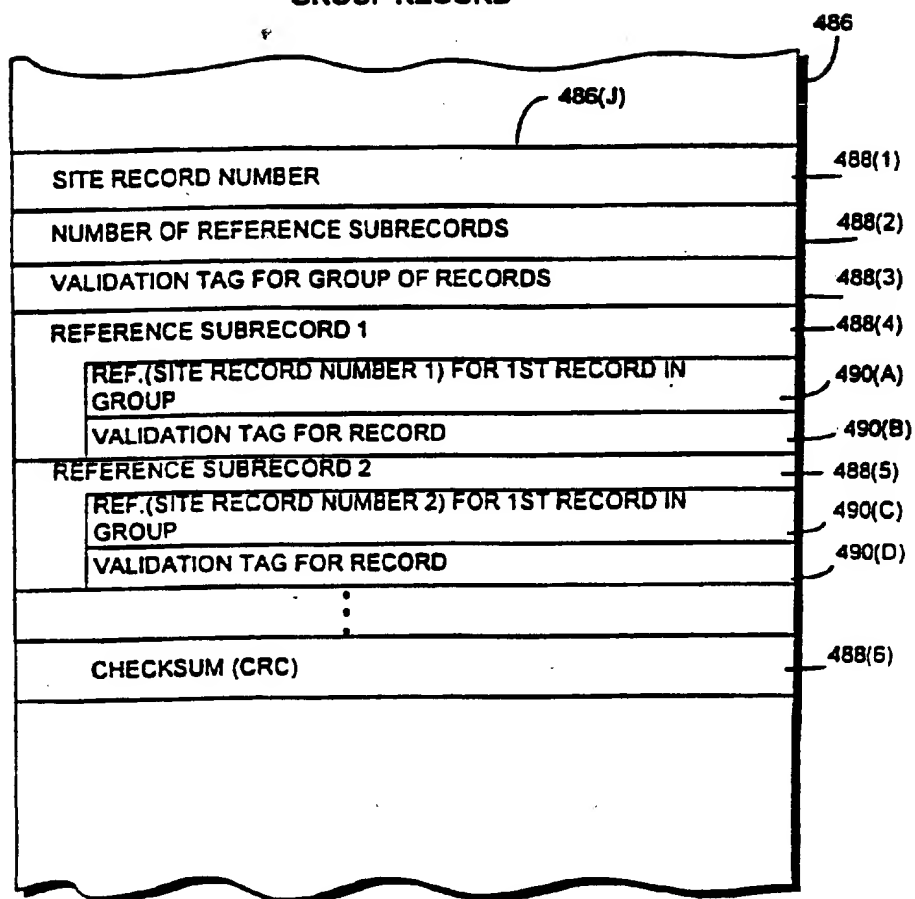 GROUP RECORD
486
486(J)
SITE RECORD NUMBER 488(1)
NUMBER OF REFERENCE SUBRECORDS 488(2)
VALIDATION TAG FOR GROUP OF RECORDS 488(3)
REFERENCE SUBRECORD 1 488(4)
REF.(SITE RECORD NUMBER 1) FOR 1ST RECORD IN
GROUP 490(A)
VALIDATION TAG FOR RECORD 490(B)
REFERENCE SUBRECORD 2 488(5)
REF.(SITE RECORD NUMBER 2) FOR 1ST RECORD IN
GROUP 490(C)
VALIDATION TAG FOR RECORD 490(D)
CHECKSUM (CRC) 488(6)